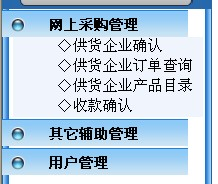 网上采购管理
◇供货企业确认
◇供货企业订单查询
◇供货企业产品目录
◇收款确认
其它辅助管理
用户管理